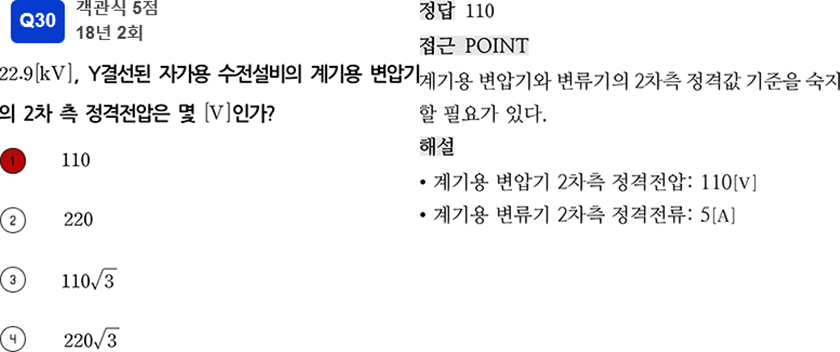 Q30
객관식 5점
18년 2회
22.9[kV], Y결선된 자가용 수전설비의 계기용 변압기
의 2차 측 정격전압은 몇 [V]인가?
1 110
2 220
3 110√3
4 220√3
정답 110
접근 POINT
계기용 변압기와 변류기의 2차측 정격값 기준을 숙지
할 필요가 있다.
해설
• 계기용 변압기 2차측 정격전압: 110[V]
• 계기용 변류기 2차측 정격전류: 5[A]